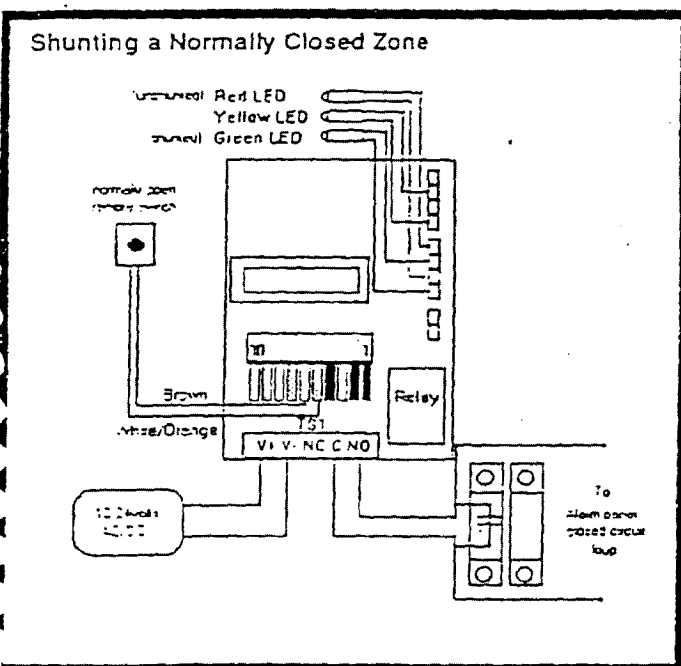 Shunting a Normally Closed Zone
Red LED
Yellow LED
Green LED
normally open
Brown
White/Orange
TS1
Relay
V+ V- NC C NO
To
Alarm panel
closed circuit
loop